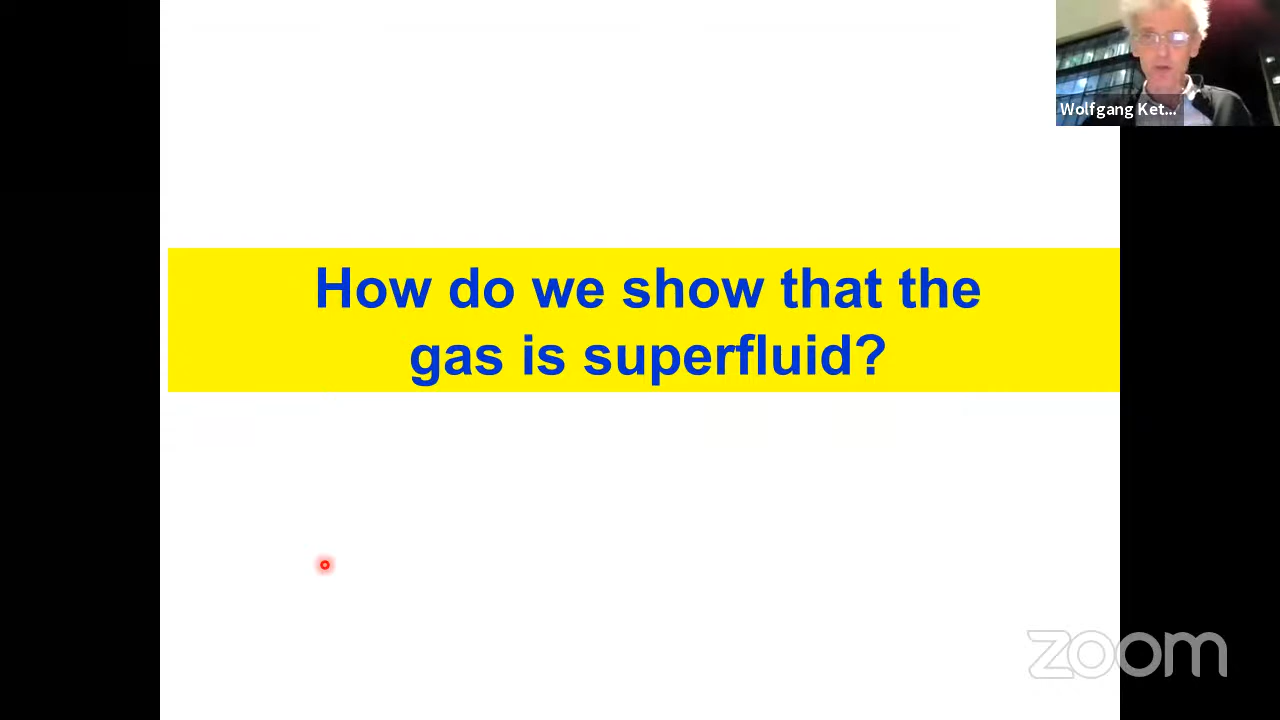 Wolfgang Ket...
How do we show that the
gas is superfluid?
zoom